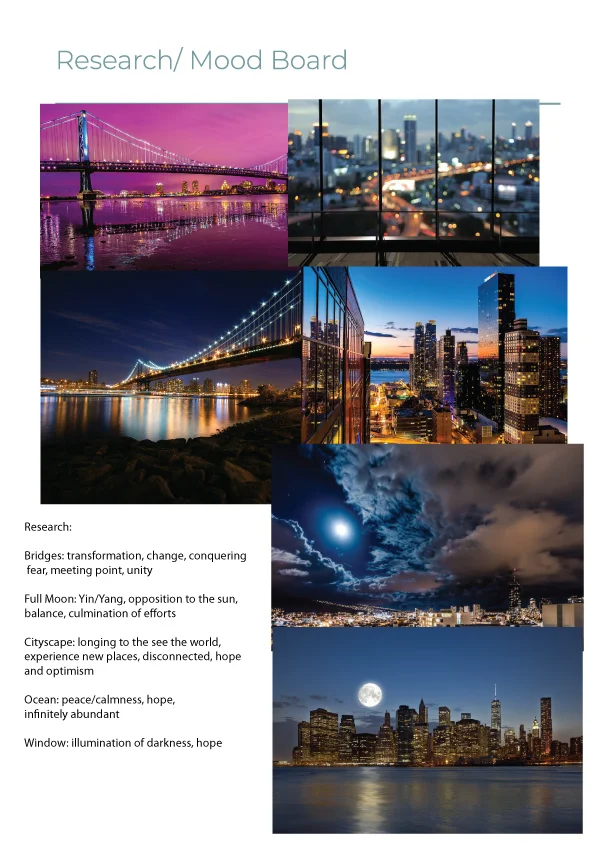 Research/ Mood Board
Research:
Bridges: transformation, change, conquering
fear, meeting point, unity
Full Moon: Yin/Yang, opposition to the sun,
balance, culmination of efforts
Cityscape: longing to the see the world,
experience new places, disconnected, hope
and optimism
Ocean: peace/calmness, hope,
infinitely abundant
Window: illumination of darkness, hope